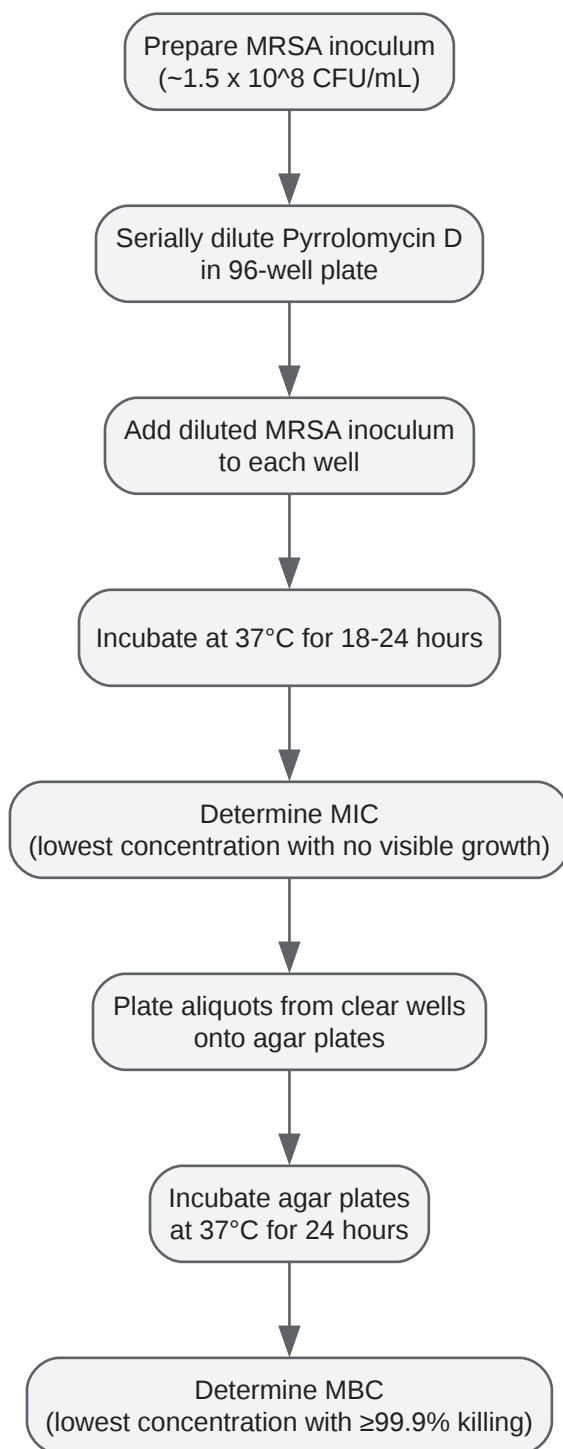 Prepare MRSA inoculum
(~1.5 x 10^8 CFU/mL)
Serially dilute Pyrrolomycin D
in 96-well plate
Add diluted MRSA inoculum
to each well
Incubate at 37°C for 18-24 hours
Determine MIC
(lowest concentration with no visible growth)
Plate aliquots from clear wells
onto agar plates
Incubate agar plates
at 37°C for 24 hours
Determine MBC
(lowest concentration with ≥99.9% killing)